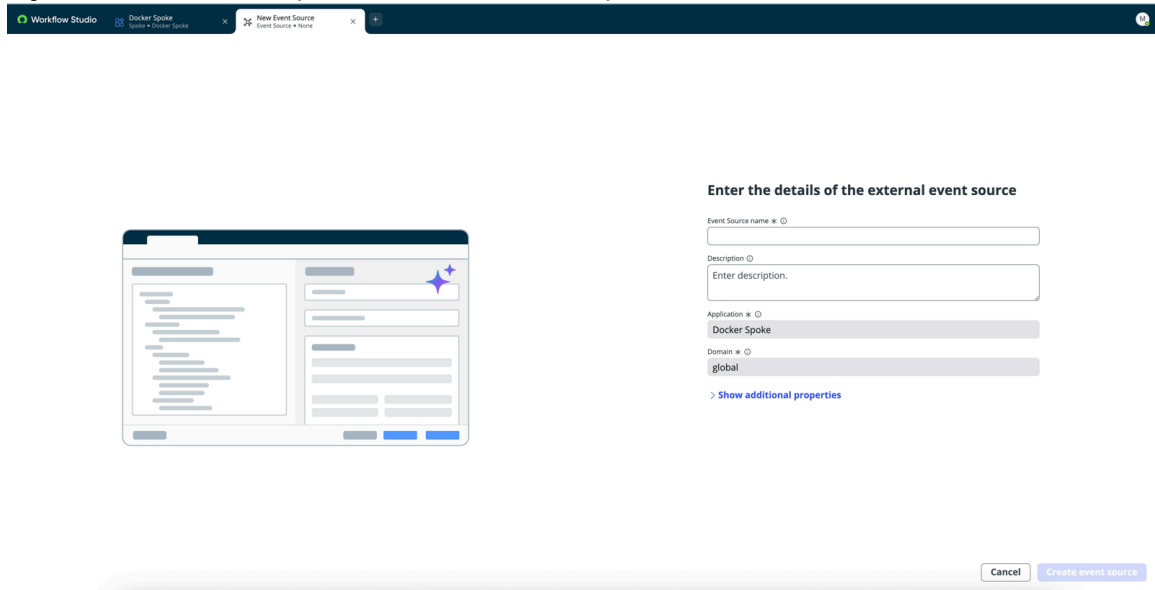 Workflow Studio
Docker Spoke
Spoke • Docker Spoke
New Event Source
Event Source • None
M
Enter the details of the external event source
Event Source name *
Description
Enter description.
Application *
Docker Spoke
Domain *
global
Show additional properties
Cancel
Create event source